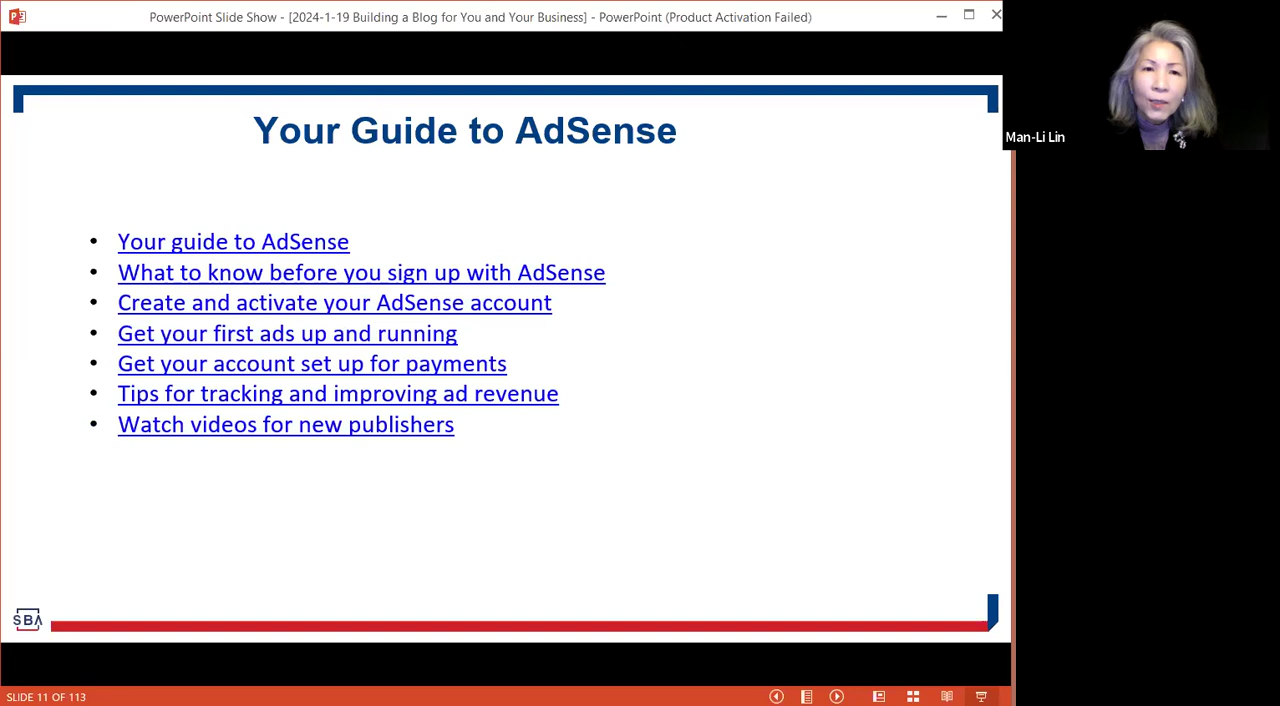 PowerPoint Slide Show - [2024-1-19 Building a Blog for You and Your Business] - PowerPoint (Product Activation Failed)
Man-Li Lin
Your Guide to AdSense
• Your guide to AdSense
• What to know before you sign up with AdSense
• Create and activate your AdSense account
• Get your first ads up and running
• Get your account set up for payments
• Tips for tracking and improving ad revenue
• Watch videos for new publishers
SBA
SLIDE 11 OF 113